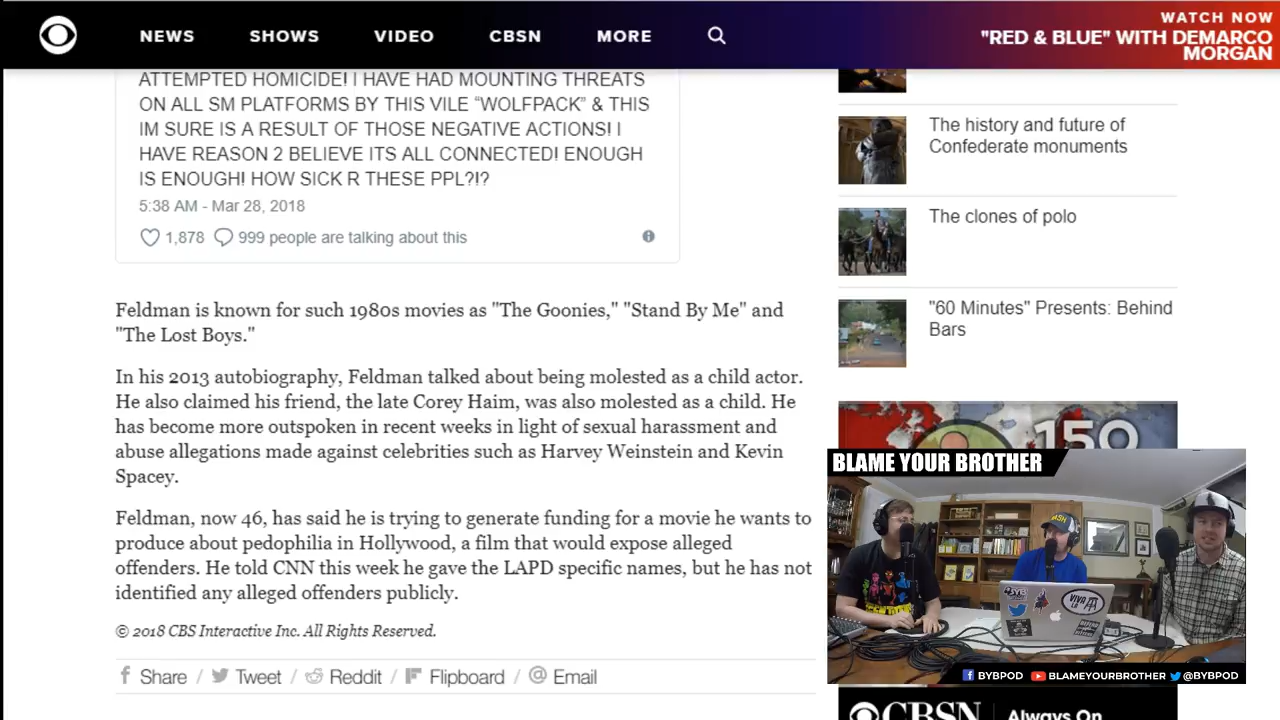 NEWS SHOWS VIDEO CBSN MORE
WATCH NOW
"RED & BLUE" WITH DEMARCO
MORGAN
ATTEMPTED HOMICIDE! I HAVE HAD MOUNTING THREATS
ON ALL SM PLATFORMS BY THIS VILE “WOLFPACK” & THIS
IM SURE IS A RESULT OF THOSE NEGATIVE ACTIONS! I
HAVE REASON 2 BELIEVE ITS ALL CONNECTED! ENOUGH
IS ENOUGH! HOW SICK R THESE PPL?!?
5:38 AM - Mar 28, 2018
1,878 999 people are talking about this
Feldman is known for such 1980s movies as "The Goonies," "Stand By Me" and
"The Lost Boys."
In his 2013 autobiography, Feldman talked about being molested as a child actor.
He also claimed his friend, the late Corey Haim, was also molested as a child. He
has become more outspoken in recent weeks in light of sexual harassment and
abuse allegations made against celebrities such as Harvey Weinstein and Kevin
Spacey.
Feldman, now 46, has said he is trying to generate funding for a movie he wants to
produce about pedophilia in Hollywood, a film that would expose alleged
offenders. He told CNN this week he gave the LAPD specific names, but he has not
identified any alleged offenders publicly.
© 2018 CBS Interactive Inc. All Rights Reserved.
Share / Tweet / Reddit / Flipboard / Email
The history and future of
Confederate monuments
The clones of polo
"60 Minutes" Presents: Behind
Bars
150
BLAME YOUR BROTHER
VIVA
BYBPOD BLAMEYOURBROTHER @BYBPOD
CBSN Always On